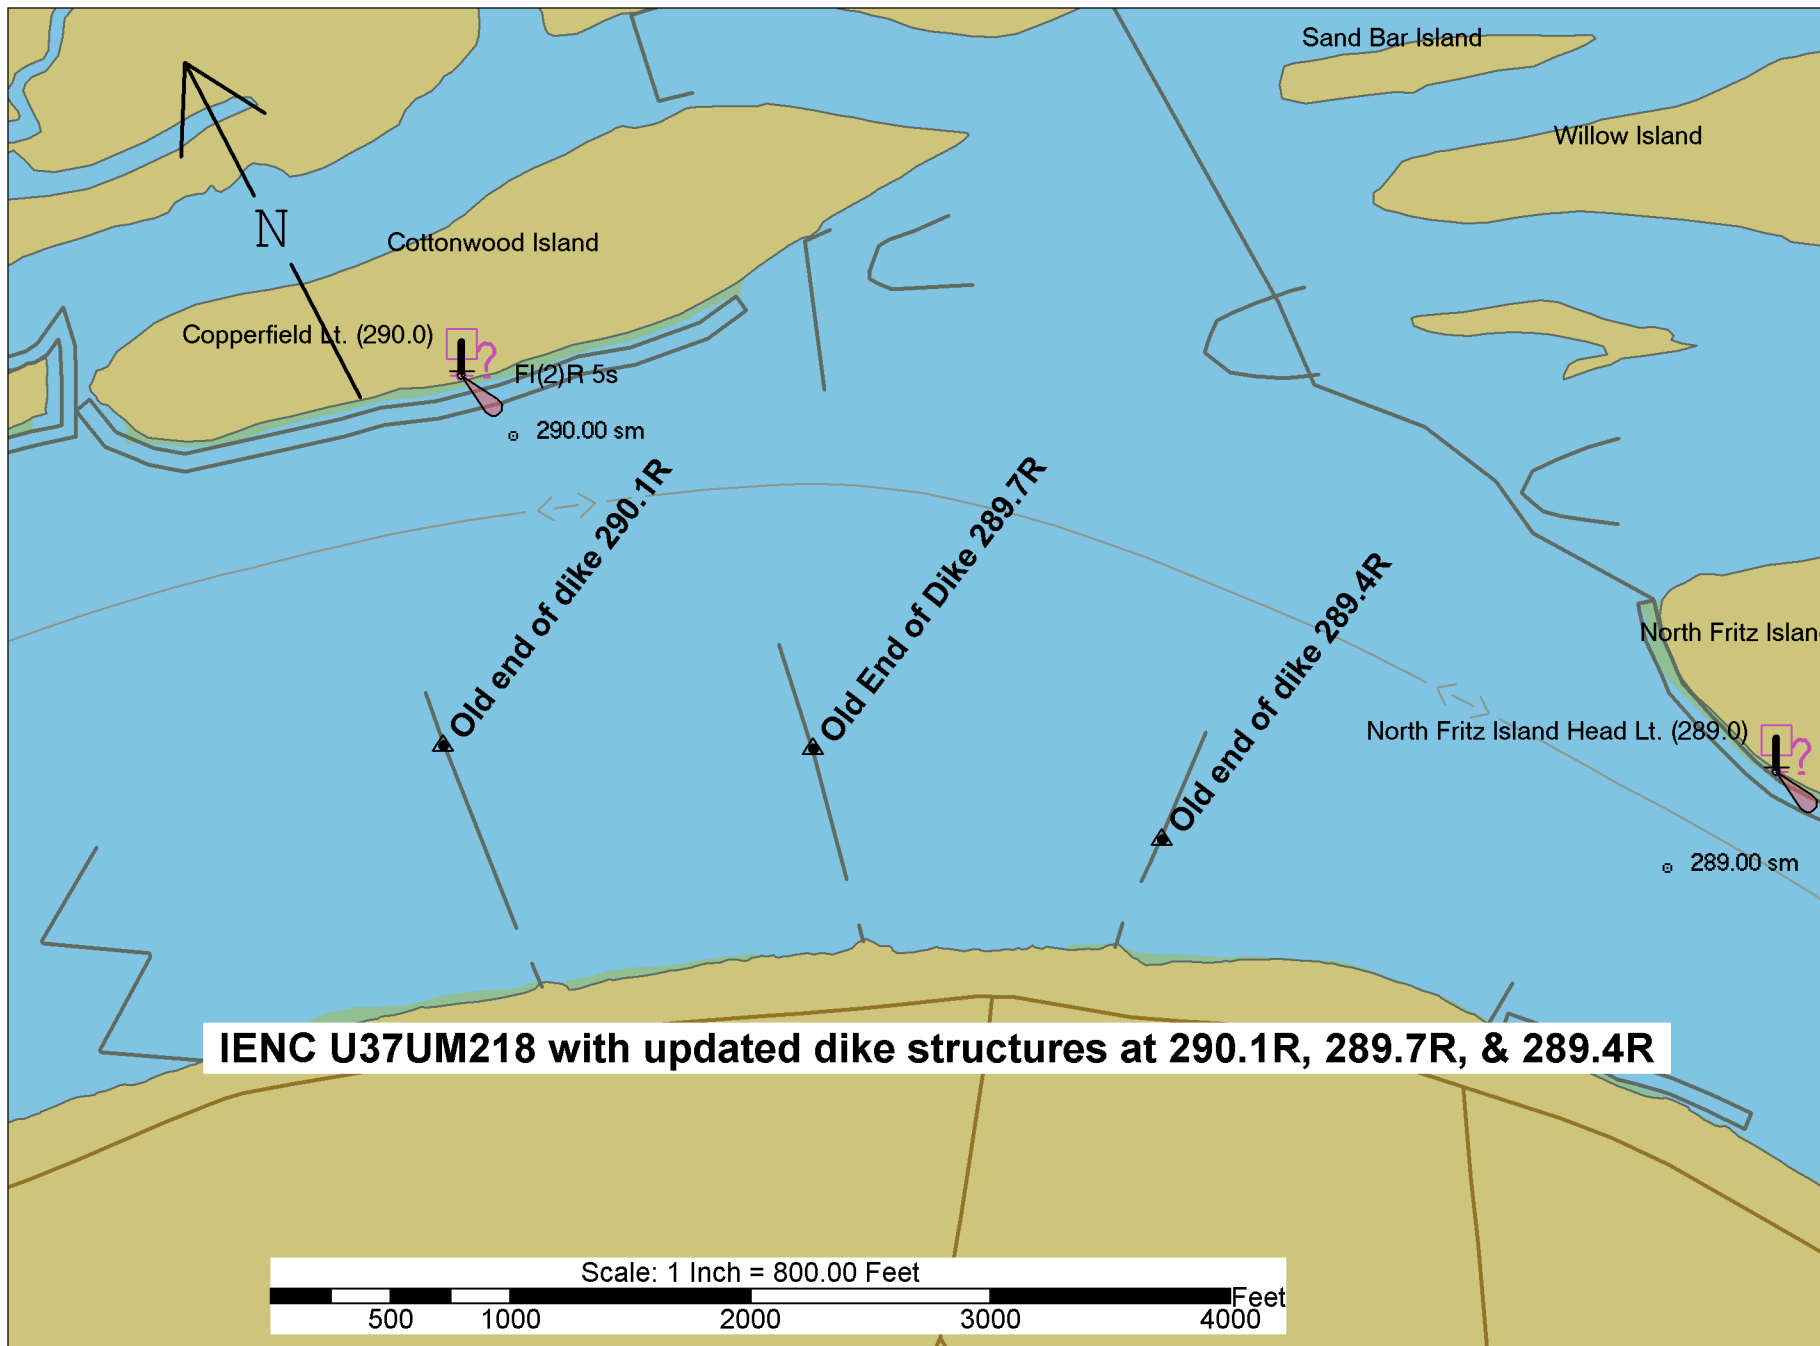 Sand Bar Island
Willow Island
N
Cottonwood Island
Copperfield Lt. (290.0)
?
Fl(2)R 5s
290.00 sm
Old end of dike 290.1R
Old End of Dike 289.7R
Old end of dike 289.4R
North Fritz Islan
North Fritz Island Head Lt. (289.0)
?
289.00 sm
IENC U37UM218 with updated dike structures at 290.1R, 289.7R, & 289.4R
Scale: 1 Inch = 800.00 Feet
Feet
500 1000 2000 3000 4000